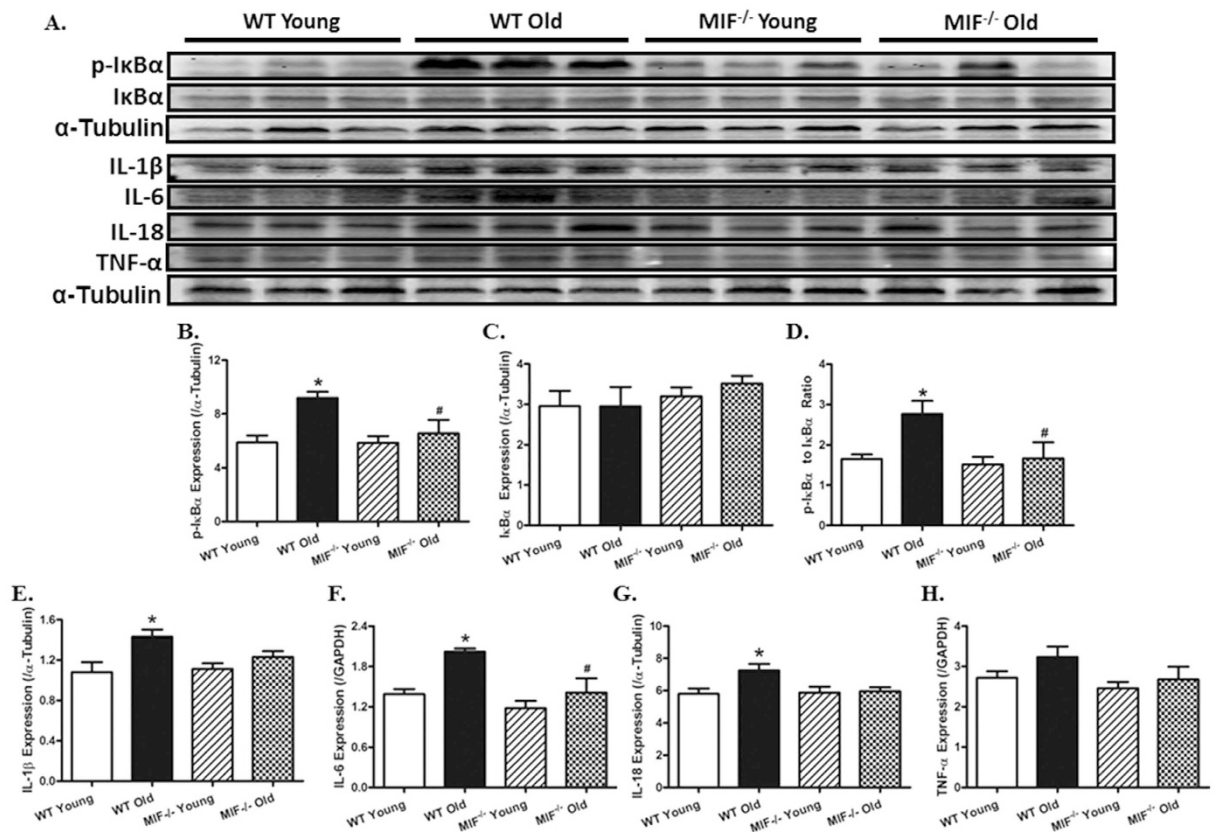 A.
WT Young WT Old MIF-/- Young MIF-/- Old
p-IκBα
IκBα
α-Tubulin
IL-1β
IL-6
IL-18
TNF-α
α-Tubulin
B.
p-IκBα Expression (/α-Tubulin)
12
8
4
0
*
#
WT Young WT Old MIF-/- Young MIF-/- Old
C.
IκBα Expression (/α-Tubulin)
4
3
2
1
0
WT Young WT Old MIF-/- Young MIF-/- Old
D.
p-IκBα to IκBα Ratio
4
3
2
1
0
*
#
WT Young WT Old MIF-/- Young MIF-/- Old
E.
IL-1β Expression (/α-Tubulin)
1.6
1.2
0.8
0.4
0.0
*
WT Young WT Old MIF-/- Young MIF-/- Old
F.
IL-6 Expression (/GAPDH)
2.4
1.8
1.2
0.6
0.0
*
#
WT Young WT Old MIF-/- Young MIF-/- Old
G.
IL-18 Expression (/α-Tubulin)
10
8
6
4
2
0
*
WT Young WT Old MIF-/- Young MIF-/- Old
H.
TNF-α Expression (/GAPDH)
4
3
2
1
0
WT Young WT Old MIF-/- Young MIF-/- Old